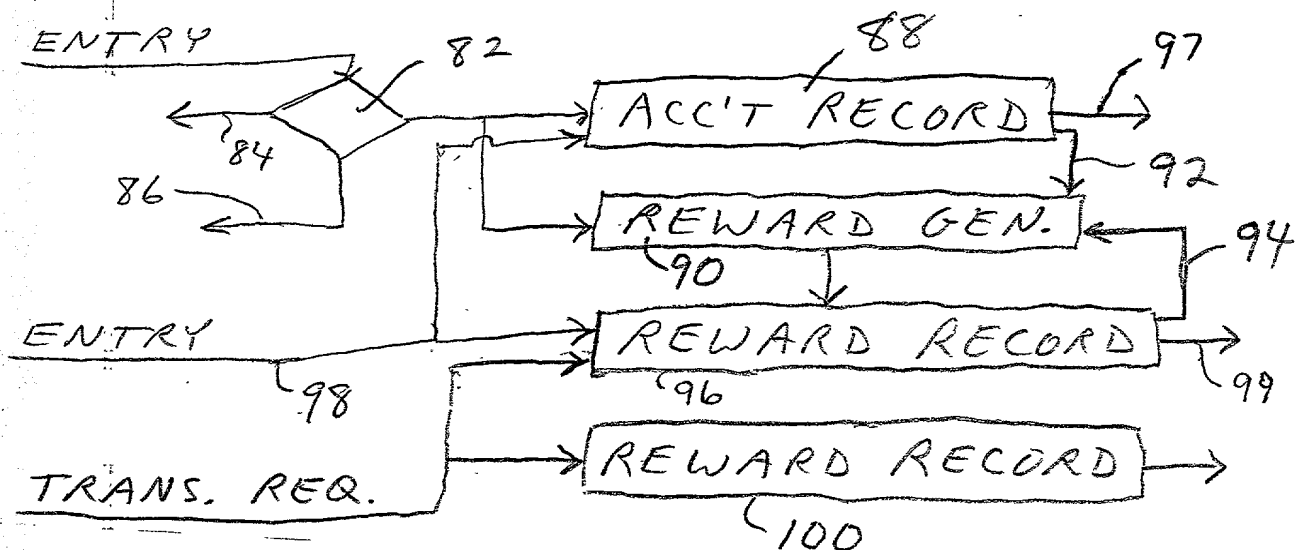 ENTRY
82
88
97
ACC'T RECORD
84
92
86
REWARD GEN.
90
94
ENTRY
REWARD RECORD
98
96
99
REWARD RECORD
TRANS. REQ.
100